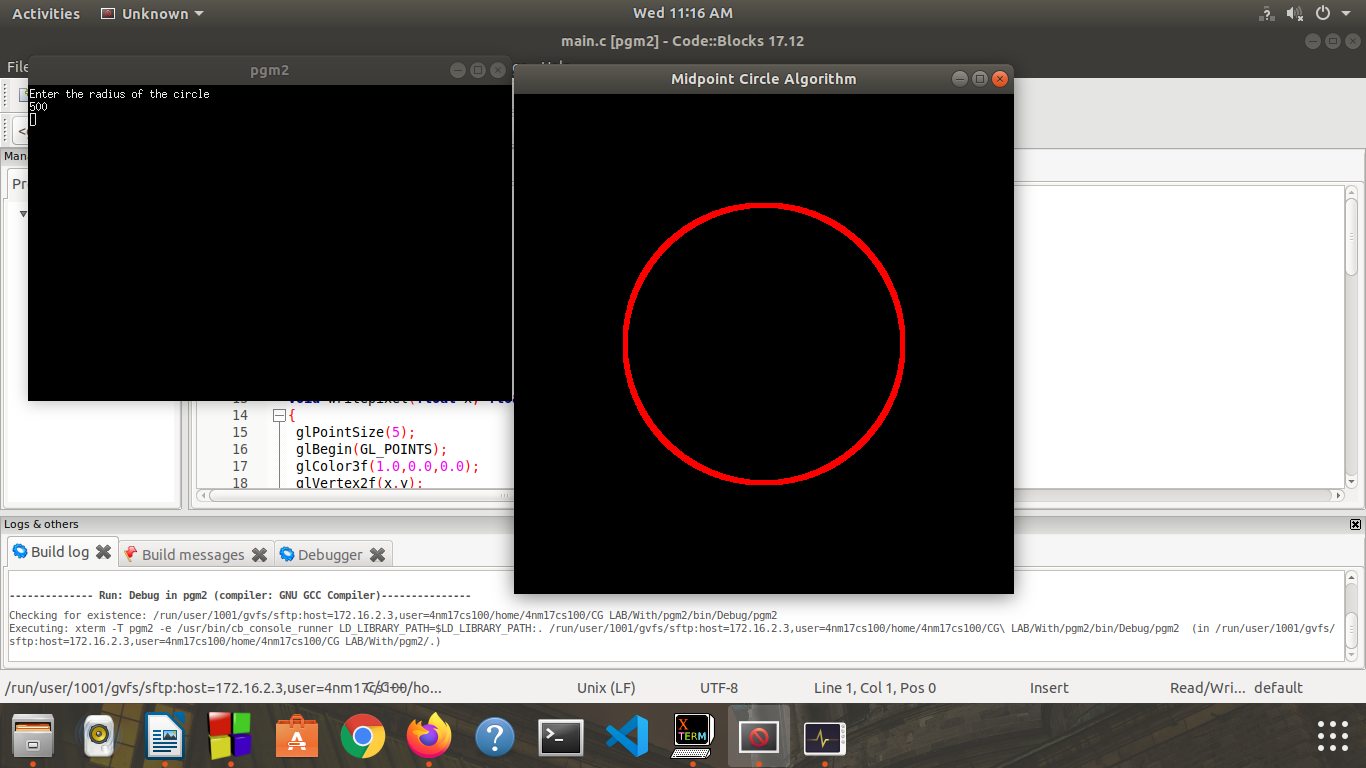 Activities Unknown Wed 11:16 AM
main.c [pgm2] - Code::Blocks 17.12
File
pgm2
Enter the radius of the circle
500
Midpoint Circle Algorithm
14 {
15 glPointSize(5);
16 glBegin(GL_POINTS);
17 glColor3f(1.0,0.0,0.0);
18 glVertex2f(x,y);
Logs & others
Build log Build messages Debugger
-------------- Run: Debug in pgm2 (compiler: GNU GCC Compiler)---------------
Checking for existence: /run/user/1001/gvfs/sftp:host=172.16.2.3,user=4nm17cs100/home/4nm17cs100/CG LAB/With/pgm2/bin/Debug/pgm2
Executing: xterm -T pgm2 -e /usr/bin/cb_console_runner LD_LIBRARY_PATH=$LD_LIBRARY_PATH:. /run/user/1001/gvfs/sftp:host=172.16.2.3,user=4nm17cs100/home/4nm17cs100/CG\ LAB/With/pgm2/bin/Debug/pgm2 (in /run/user/1001/gvfs/
sftp:host=172.16.2.3,user=4nm17cs100/home/4nm17cs100/CG LAB/With/pgm2/.)
/run/user/1001/gvfs/sftp:host=172.16.2.3,user=4nm17cs100/ho... C/C++ Unix (LF) UTF-8 Line 1, Col 1, Pos 0 Insert Read/Wri... default
X
TERM